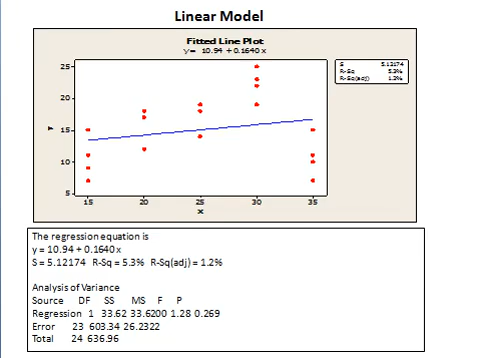 Linear Model
Fitted Line Plot
y = 10.94 + 0.1640 x
S 5.12174
R-Sq 5.3%
R-Sq(adj) 1.2%
25
20
15
10
5
Y
15 20 25 30 35
x
The regression equation is
y = 10.94 + 0.1640 x
S = 5.12174 R-Sq = 5.3% R-Sq(adj) = 1.2%
Analysis of Variance
Source DF SS MS F P
Regression 1 33.62 33.6200 1.28 0.269
Error 23 603.34 26.2322
Total 24 636.96